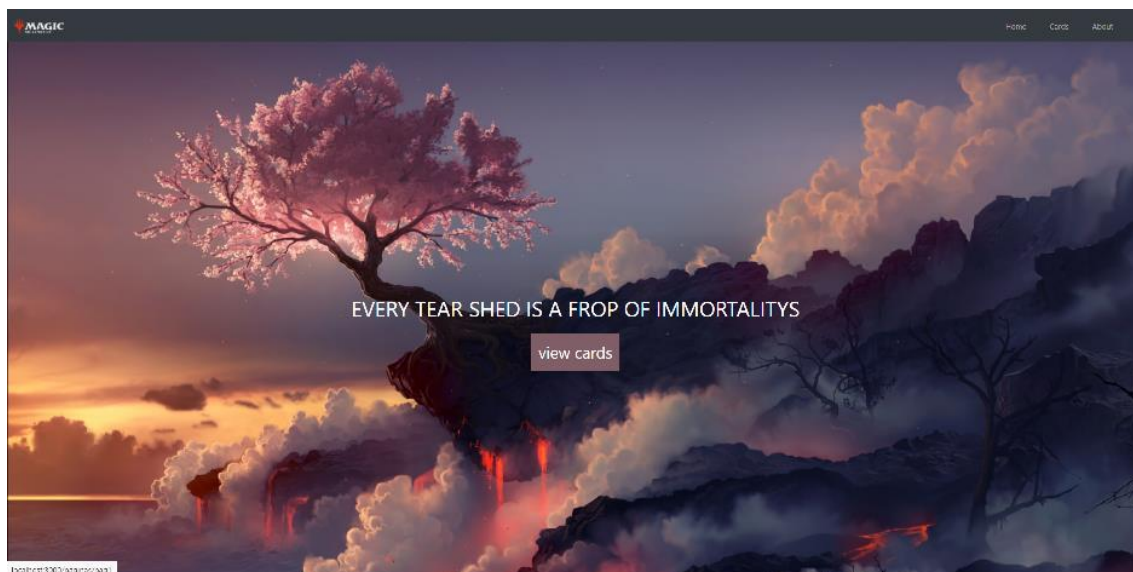 MAGIC
Home Cards About
EVERY TEAR SHED IS A FROP OF IMMORTALITYS
view cards